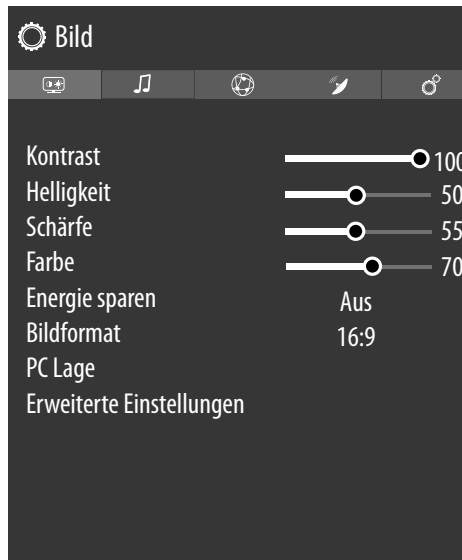 Bild
Kontrast 100
Helligkeit 50
Schärfe 55
Farbe 70
Energie sparen Aus
Bildformat 16:9
PC Lage
Erweiterte Einstellungen